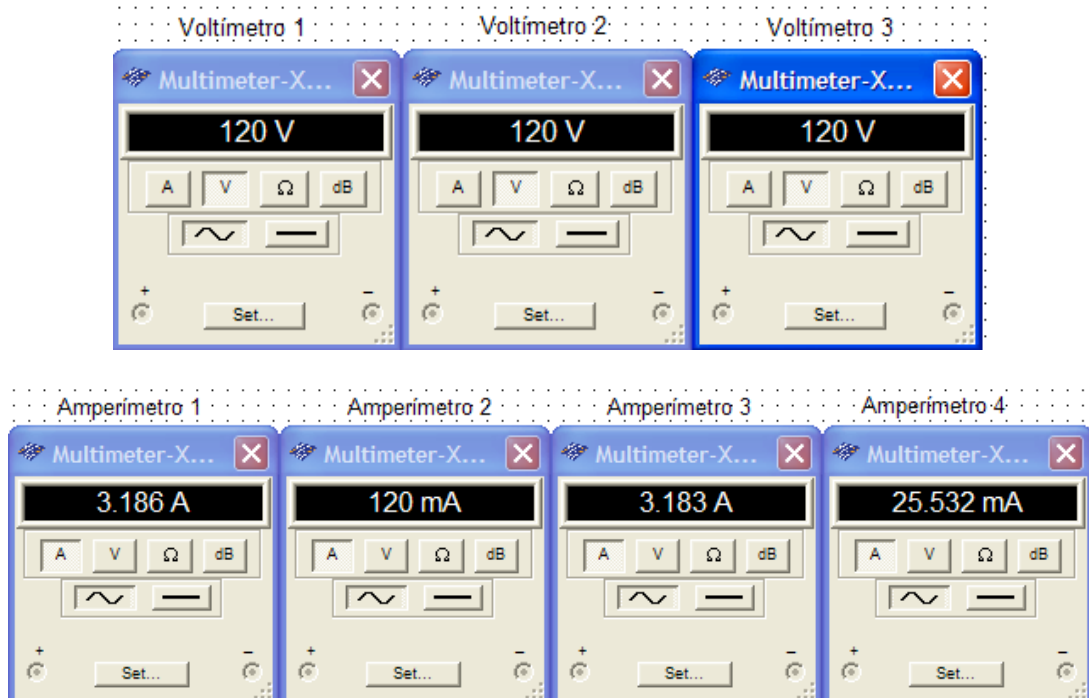 Voltímetro 1 Voltímetro 2 Voltímetro 3
Multimeter-X... Multimeter-X... Multimeter-X...
120 V 120 V 120 V
A V Ω dB A V Ω dB A V Ω dB
+ – + – + –
Set... Set... Set...
Amperímetro 1 Amperímetro 2 Amperímetro 3 Amperímetro 4
Multimeter-X... Multimeter-X... Multimeter-X... Multimeter-X...
3.186 A 120 mA 3.183 A 25.532 mA
A V Ω dB A V Ω dB A V Ω dB A V Ω dB
+ – + – + – + –
Set... Set... Set... Set...